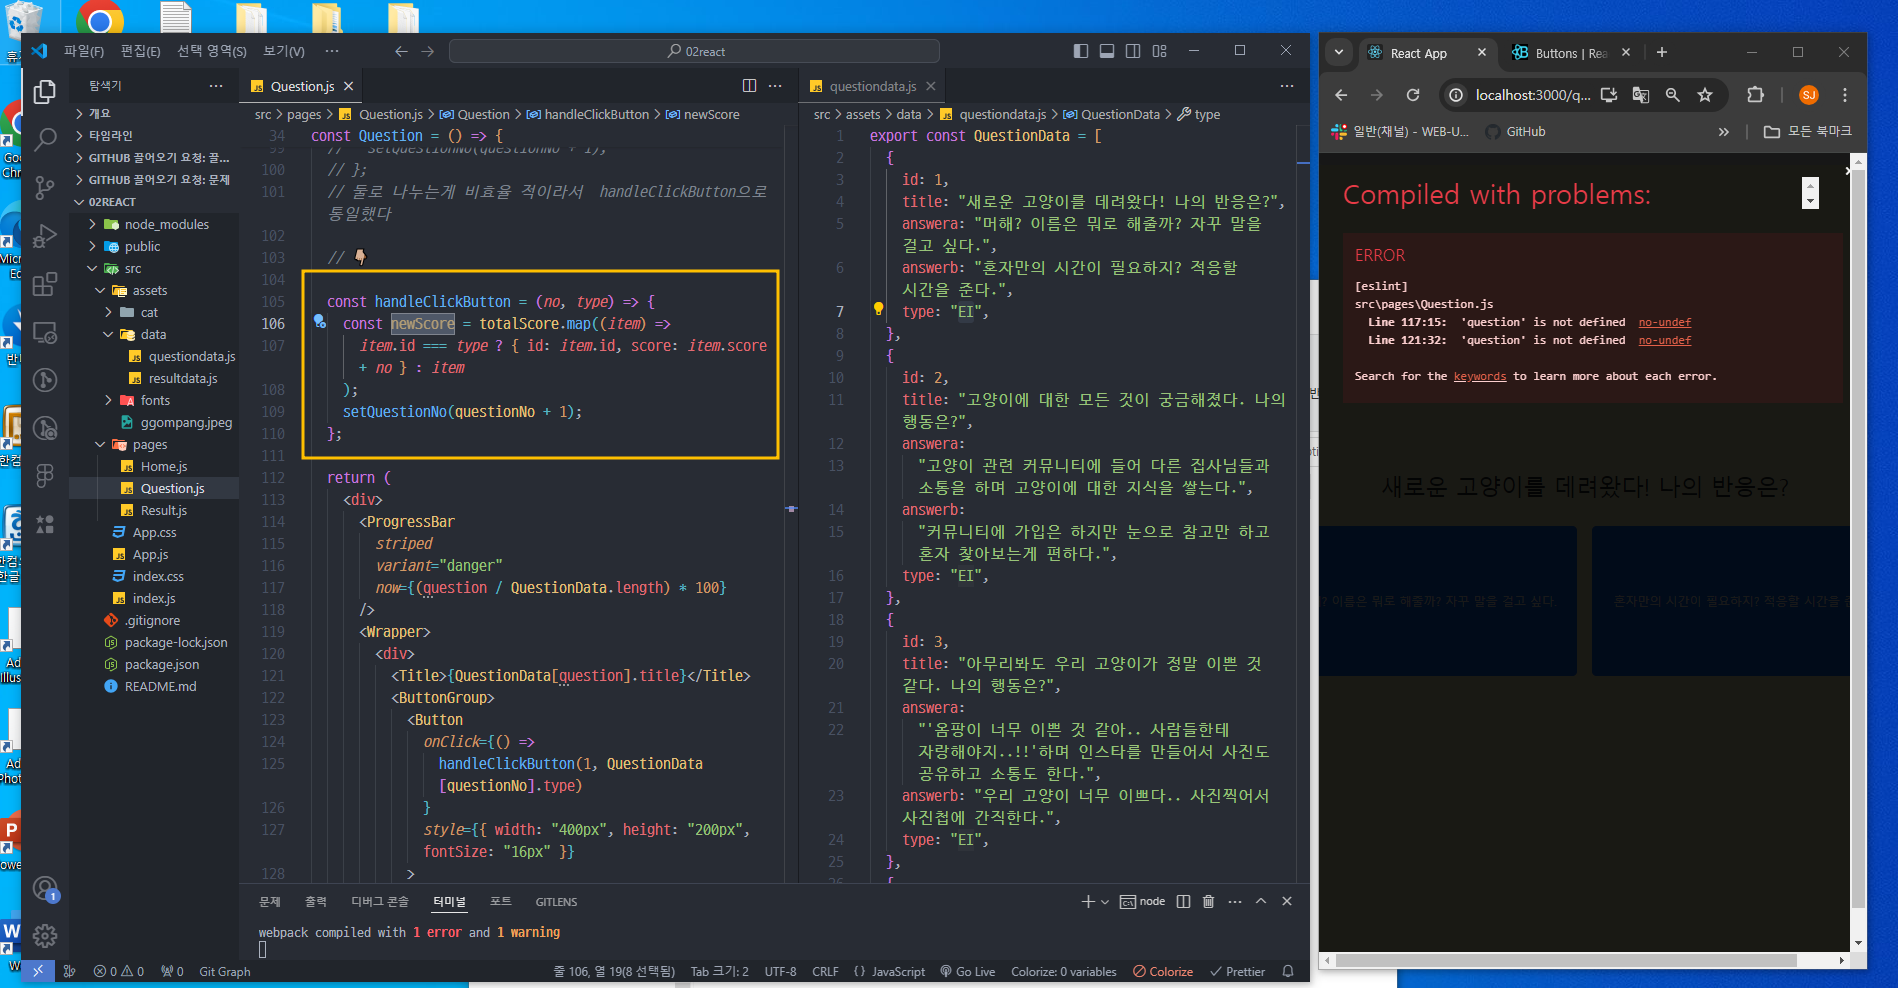 파일(F) 편집(E) 선택 영역(S) 보기(V) ··· 02react
탐색기 ···
개요
타임라인
GITHUB 끌어오기 요청: 끌...
GITHUB 끌어오기 요청: 문제
02REACT
node_modules
public
src
assets
cat
data
questiondata.js
resultdata.js
fonts
ggompang.jpeg
pages
Home.js
Question.js
Result.js
App.css
App.js
index.css
index.js
.gitignore
package-lock.json
package.json
README.md
Question.js
src > pages > Question.js > Question > handleClickButton > newScore
34 const Question = () => {
99 // setQuestionNo(questionNo + 1);
100 // };
101 // 둘로 나누는게 비효율 적이라서 handleClickButton으로
통일했다
102
103 // 👇
104
105 const handleClickButton = (no, type) => {
106 const newScore = totalScore.map((item) =>
107 item.id === type ? { id: item.id, score: item.score
+ no } : item
108 );
109 setQuestionNo(questionNo + 1);
110 };
111
112 return (
113 <div>
114 <ProgressBar
115 striped
116 variant="danger"
117 now={(question / QuestionData.length) * 100}
118 />
119 <Wrapper>
120 <div>
121 <Title>{QuestionData[question].title}</Title>
122 <ButtonGroup>
123 <Button
124 onClick={() =>
125 handleClickButton(1, QuestionData
[questionNo].type)
126 }
127 style={{ width: "400px", height: "200px",
fontSize: "16px" }}
128 >
questiondata.js
src > assets > data > questiondata.js > QuestionData > type
1 export const QuestionData = [
2 {
3 id: 1,
4 title: "새로운 고양이를 데려왔다! 나의 반응은?",
5 answera: "머해? 이름은 뭐로 해줄까? 자꾸 말을
걸고 싶다.",
6 answerb: "혼자만의 시간이 필요하지? 적응할
시간을 준다.",
7 type: "EI",
8 },
9 {
10 id: 2,
11 title: "고양이에 대한 모든 것이 궁금해졌다. 나의
행동은?",
12 answera:
13 "고양이 관련 커뮤니티에 들어 다른 집사님들과
소통을 하며 고양이에 대한 지식을 쌓는다.",
14 answerb:
15 "커뮤니티에 가입은 하지만 눈으로 참고만 하고
혼자 찾아보는게 편하다.",
16 type: "EI",
17 },
18 {
19 id: 3,
20 title: "아무리봐도 우리 고양이가 정말 이쁜 것
같다. 나의 행동은?",
21 answera:
22 "'옴팡이 너무 이쁜 것 같아.. 사람들한테
자랑해야지..!!'하며 인스타를 만들어서 사진도
공유하고 소통도 한다.",
23 answerb: "우리 고양이 너무 이쁘다.. 사진찍어서
사진첩에 간직한다.",
24 type: "EI",
25 },
26 {
문제 출력 디버그 콘솔 터미널 포트 GITLENS
node
webpack compiled with 1 error and 1 warning
0 0 0 Git Graph 줄 106, 열 19(8 선택됨) Tab 크기: 2 UTF-8 CRLF {} JavaScript Go Live Colorize: 0 variables Colorize Prettier
React App Buttons | Rea
localhost:3000/q... SJ
일반(채널) - WEB-U... GitHub » 모든 북마크
Compiled with problems:
ERROR
[eslint]
src\pages\Question.js
Line 117:15: 'question' is not defined no-undef
Line 121:32: 'question' is not defined no-undef
Search for the keywords to learn more about each error.
새로운 고양이를 데려왔다! 나의 반응은?
? 이름은 뭐로 해줄까? 자꾸 말을 걸고 싶다.
혼자만의 시간이 필요하지? 적응할 시간을